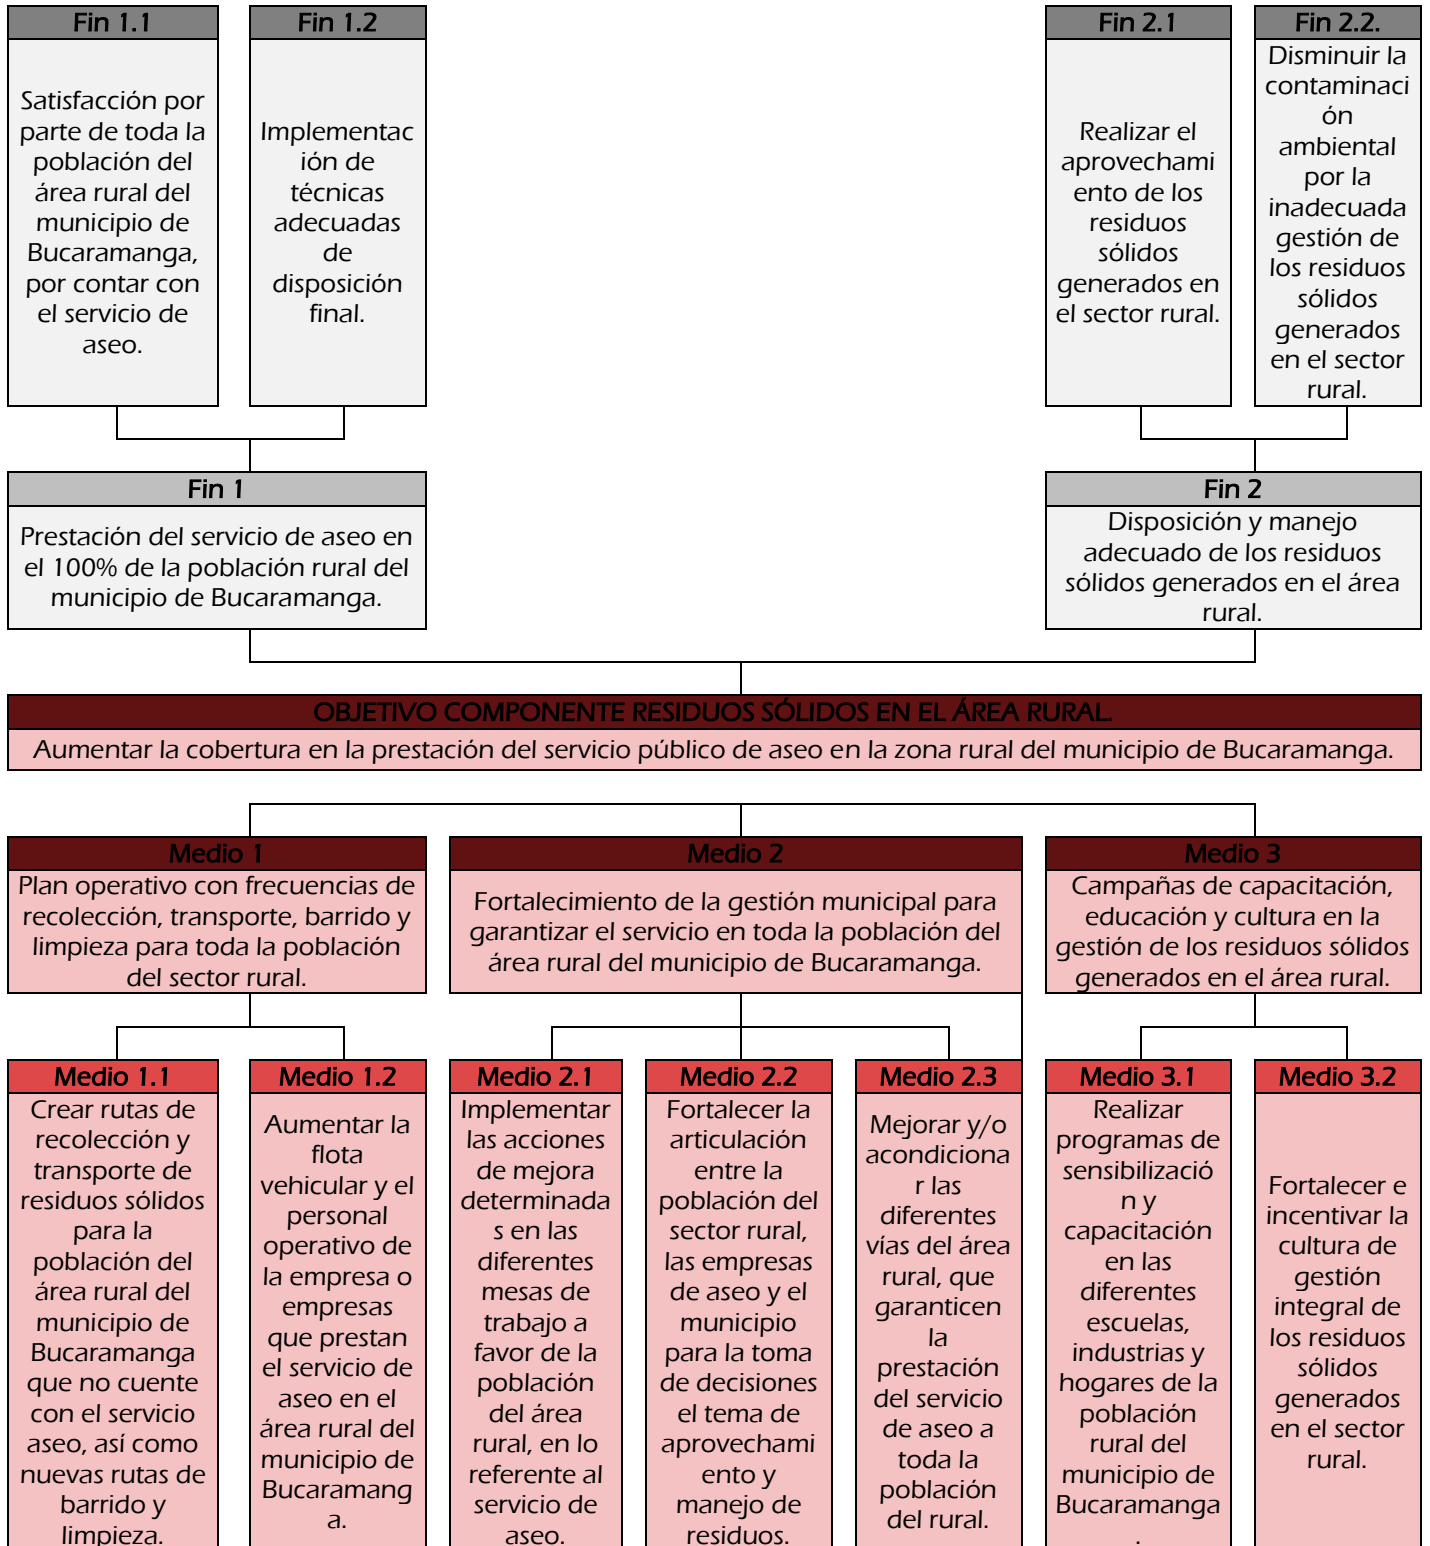 Fin 1.1
Satisfacción por
parte de toda la
población del
área rural del
municipio de
Bucaramanga,
por contar con
el servicio de
aseo.
Fin 1.2
Implementac
ión de
técnicas
adecuadas
de
disposición
final.
Fin 2.1
Realizar el
aprovechami
ento de los
residuos
sólidos
generados en
el sector rural.
Fin 2.2.
Disminuir la
contaminaci
ón
ambiental
por la
inadecuada
gestión de
los residuos
sólidos
generados
en el sector
rural.
Fin 1
Prestación del servicio de aseo en
el 100% de la población rural del
municipio de Bucaramanga.
Fin 2
Disposición y manejo
adecuado de los residuos
sólidos generados en el área
rural.
OBJETIVO COMPONENTE RESIDUOS SÓLIDOS EN EL ÁREA RURAL.
Aumentar la cobertura en la prestación del servicio público de aseo en la zona rural del municipio de Bucaramanga.
Medio 1
Plan operativo con frecuencias de
recolección, transporte, barrido y
limpieza para toda la población
del sector rural.
Medio 2
Fortalecimiento de la gestión municipal para
garantizar el servicio en toda la población del
área rural del municipio de Bucaramanga.
Medio 3
Campañas de capacitación,
educación y cultura en la
gestión de los residuos sólidos
generados en el área rural.
Medio 1.1
Crear rutas de
recolección y
transporte de
residuos sólidos
para la
población del
área rural del
municipio de
Bucaramanga
que no cuente
con el servicio
aseo, así como
nuevas rutas de
barrido y
limpieza.
Medio 1.2
Aumentar la
flota
vehicular y el
personal
operativo de
la empresa o
empresas
que prestan
el servicio de
aseo en el
área rural del
municipio de
Bucaramang
a.
Medio 2.1
Implementar
las acciones
de mejora
determinada
s en las
diferentes
mesas de
trabajo a
favor de la
población
del área
rural, en lo
referente al
servicio de
aseo.
Medio 2.2
Fortalecer la
articulación
entre la
población del
sector rural,
las empresas
de aseo y el
municipio
para la toma
de decisiones
el tema de
aprovechami
ento y
manejo de
residuos.
Medio 2.3
Mejorar y/o
acondiciona
r las
diferentes
vías del área
rural, que
garanticen
la
prestación
del servicio
de aseo a
toda la
población
del rural.
Medio 3.1
Realizar
programas de
sensibilizació
n y
capacitación
en las
diferentes
escuelas,
industrias y
hogares de la
población
rural del
municipio de
Bucaramanga
.
Medio 3.2
Fortalecer e
incentivar la
cultura de
gestión
integral de
los residuos
sólidos
generados
en el sector
rural.